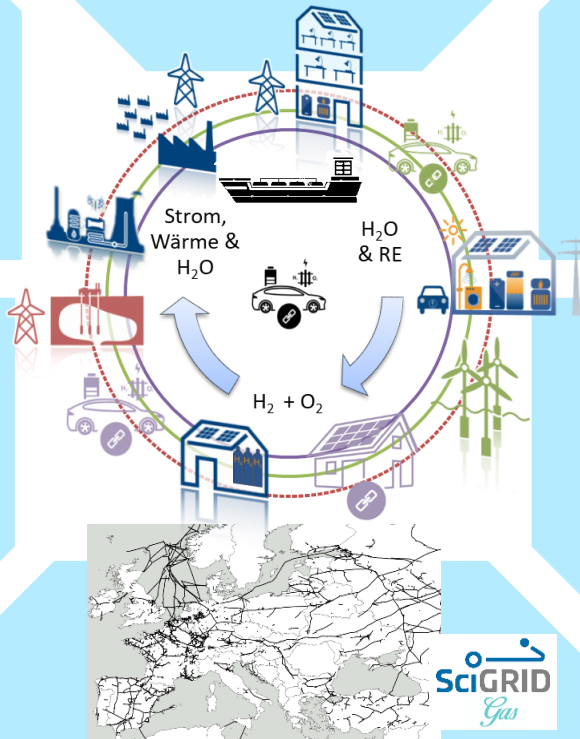 Strom,
Wärme &
H₂O
H₂O
& RE
H₂ + O₂
SciGRID
Gas